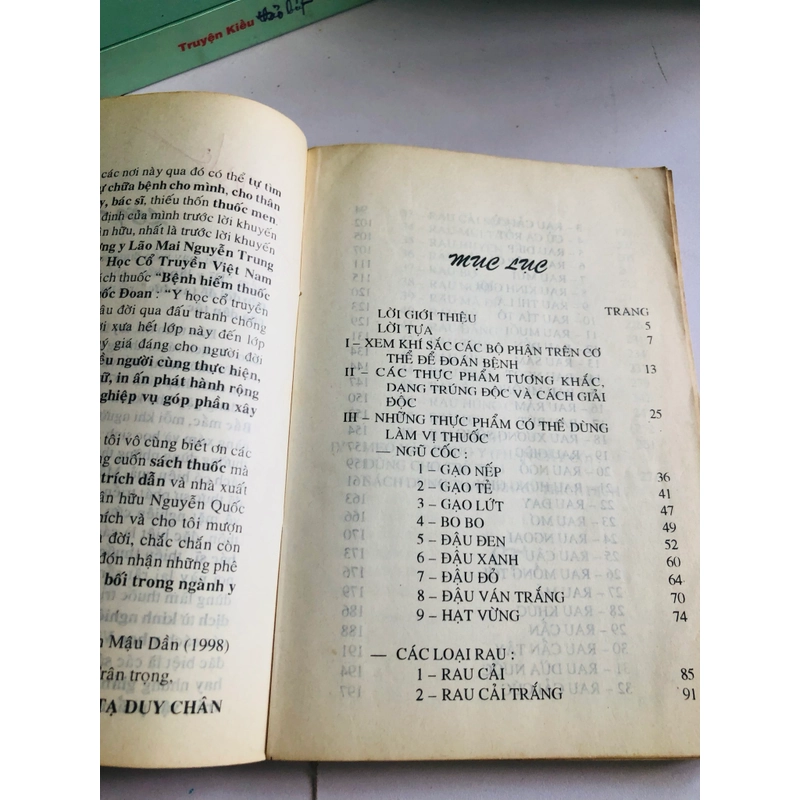 Truyện Kiều
các nơi này qua đó có thể tự tìm
chữa bệnh cho mình, cho thân
y, bác sĩ, thiếu thốn thuốc men,
định của mình trước lời khuyến
ân hữu, nhất là trước lời khuyến
ơng y Lão Mai Nguyễn Trung
Học Cổ Truyền Việt Nam
dịch thuốc "Bệnh hiểm thuốc
ốc Đoan : "Y học cổ truyền
âu đời qua đấu tranh chống
ời xưa hết lớp này đến lớp
ý giá đáng cho người đời
iều người cùng thực hiện,
ữ, in ấn phát hành rộng
ghiệp vụ góp phần xây
tôi vô cùng biết ơn các
ng cuốn sách thuốc mà
trích dẫn và nhà xuất
ân hữu Nguyễn Quốc
hích và cho tôi mượn
đời, chắc chắn còn
đón nhận những phê
bối trong ngành y
Mậu Dần (1998)
Trân trọng,
TẠ DUY CHÂN
MỤC LỤC
TRANG
LỜI GIỚI THIỆU 5
LỜI TỰA 7
I – XEM KHÍ SẮC CÁC BỘ PHẬN TRÊN CƠ
THỂ ĐỂ ĐOÁN BỆNH 13
II – CÁC THỰC PHẨM TƯƠNG KHẮC,
DẠNG TRÚNG ĐỘC VÀ CÁCH GIẢI
ĐỘC 25
III – NHỮNG THỰC PHẨM CÓ THỂ DÙNG
LÀM VỊ THUỐC
— NGŨ CỐC :
1 – GẠO NẾP 36
2 – GẠO TẺ 41
3 – GẠO LỨT 47
4 – BO BO 49
5 – ĐẬU ĐEN 52
6 – ĐẬU XANH 60
7 – ĐẬU ĐỎ 64
8 – ĐẬU VÁN TRẮNG 70
9 – HẠT VỪNG 74
— CÁC LOẠI RAU :
1 – RAU CẢI 85
2 – RAU CẢI TRẮNG 91